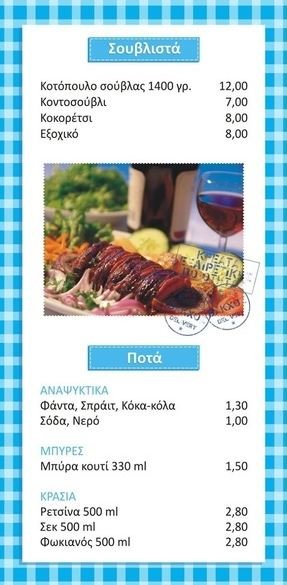 Σουβλιστά
Κοτόπουλο σούβλας 1400 γρ. 12,00
Κοντοσούβλι 7,00
Κοκορέτσι 8,00
Εξοχικό 8,00
ΚΡΕΑΤΑ
Ποτά
ΑΝΑΨΥΚΤΙΚΑ
Φάντα, Σπράιτ, Κόκα-κόλα 1,30
Σόδα, Νερό 1,00
ΜΠΥΡΕΣ
Μπύρα κουτί 330 ml 1,50
ΚΡΑΣΙΑ
Ρετσίνα 500 ml 2,80
Σεκ 500 ml 2,80
Φωκιανός 500 ml 2,80